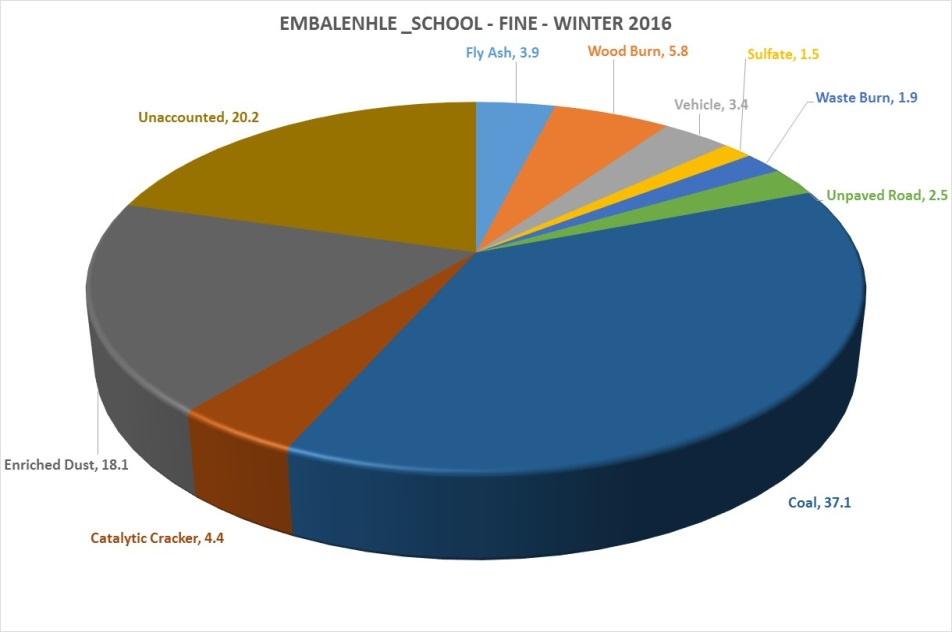 EMBALENHLE _SCHOOL - FINE - WINTER 2016
Fly Ash, 3.9
Wood Burn, 5.8
Sulfate, 1.5
Vehicle, 3.4
Waste Burn, 1.9
Unaccounted, 20.2
Unpaved Road, 2.5
Enriched Dust, 18.1
Coal, 37.1
Catalytic Cracker, 4.4